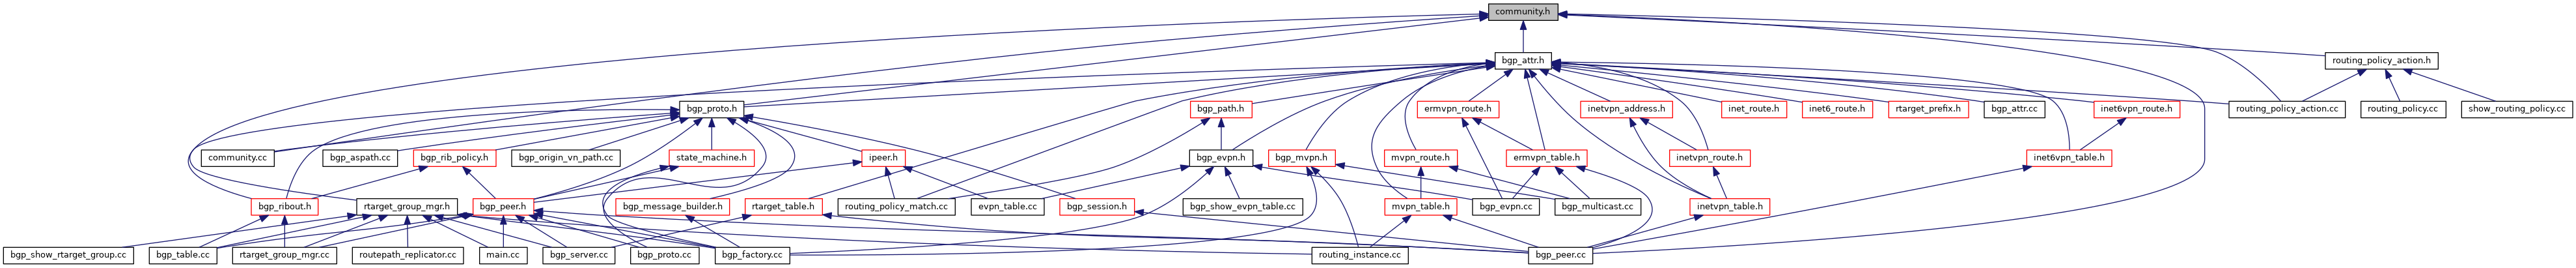 community.h
bgp_attr.h
routing_policy_action.h
bgp_proto.h
bgp_path.h
ermvpn_route.h
inetvpn_address.h
inet_route.h
inet6_route.h
rtarget_prefix.h
bgp_attr.cc
inet6vpn_route.h
routing_policy_action.cc
routing_policy.cc
show_routing_policy.cc
community.cc
bgp_aspath.cc
bgp_rib_policy.h
bgp_origin_vn_path.cc
state_machine.h
ipeer.h
bgp_evpn.h
bgp_mvpn.h
mvpn_route.h
ermvpn_table.h
inetvpn_route.h
inet6vpn_table.h
bgp_ribout.h
rtarget_group_mgr.h
bgp_peer.h
bgp_message_builder.h
rtarget_table.h
routing_policy_match.cc
evpn_table.cc
bgp_session.h
bgp_show_evpn_table.cc
mvpn_table.h
bgp_evpn.cc
bgp_multicast.cc
inetvpn_table.h
bgp_show_rtarget_group.cc
bgp_table.cc
rtarget_group_mgr.cc
routepath_replicator.cc
main.cc
bgp_server.cc
bgp_proto.cc
bgp_factory.cc
routing_instance.cc
bgp_peer.cc